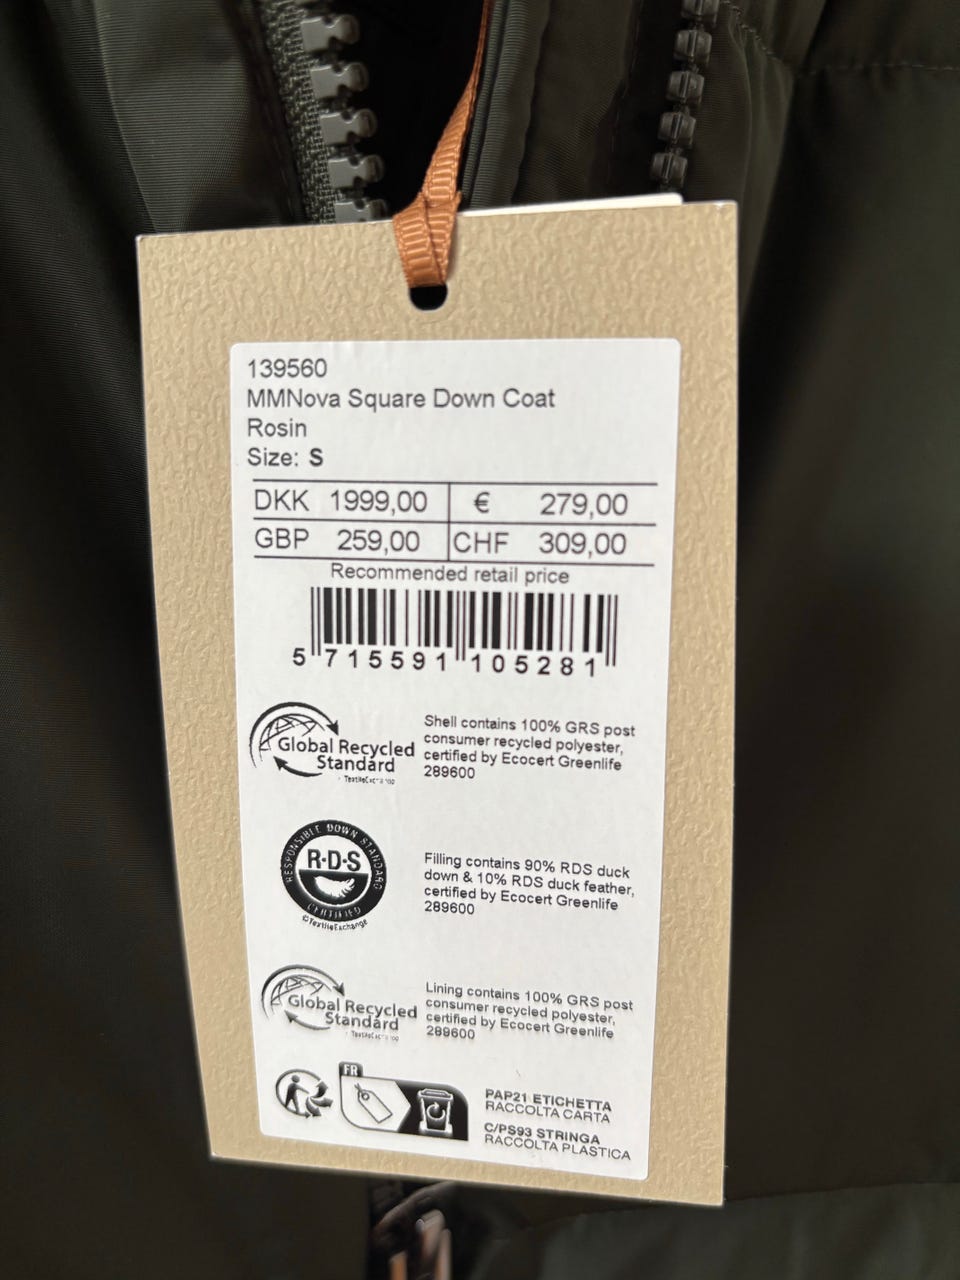 139560
MMNova Square Down Coat
Rosin
Size: S
DKK 1999,00 € 279,00
GBP 259,00 CHF 309,00
Recommended retail price
5 715591 105281
Global Recycled
Standard
Shell contains 100% GRS post
consumer recycled polyester,
certified by Ecocert Greenlife
289600
RESPONSIBLE DOWN STANDARD
R·D·S
CERTIFIED
©TextileExchange
Filling contains 90% RDS duck
down & 10% RDS duck feather,
certified by Ecocert Greenlife
289600
Global Recycled
Standard
Lining contains 100% GRS post
consumer recycled polyester,
certified by Ecocert Greenlife
289600
FR
PAP21 ETICHETTA
RACCOLTA CARTA
C/PS93 STRINGA
RACCOLTA PLASTICA